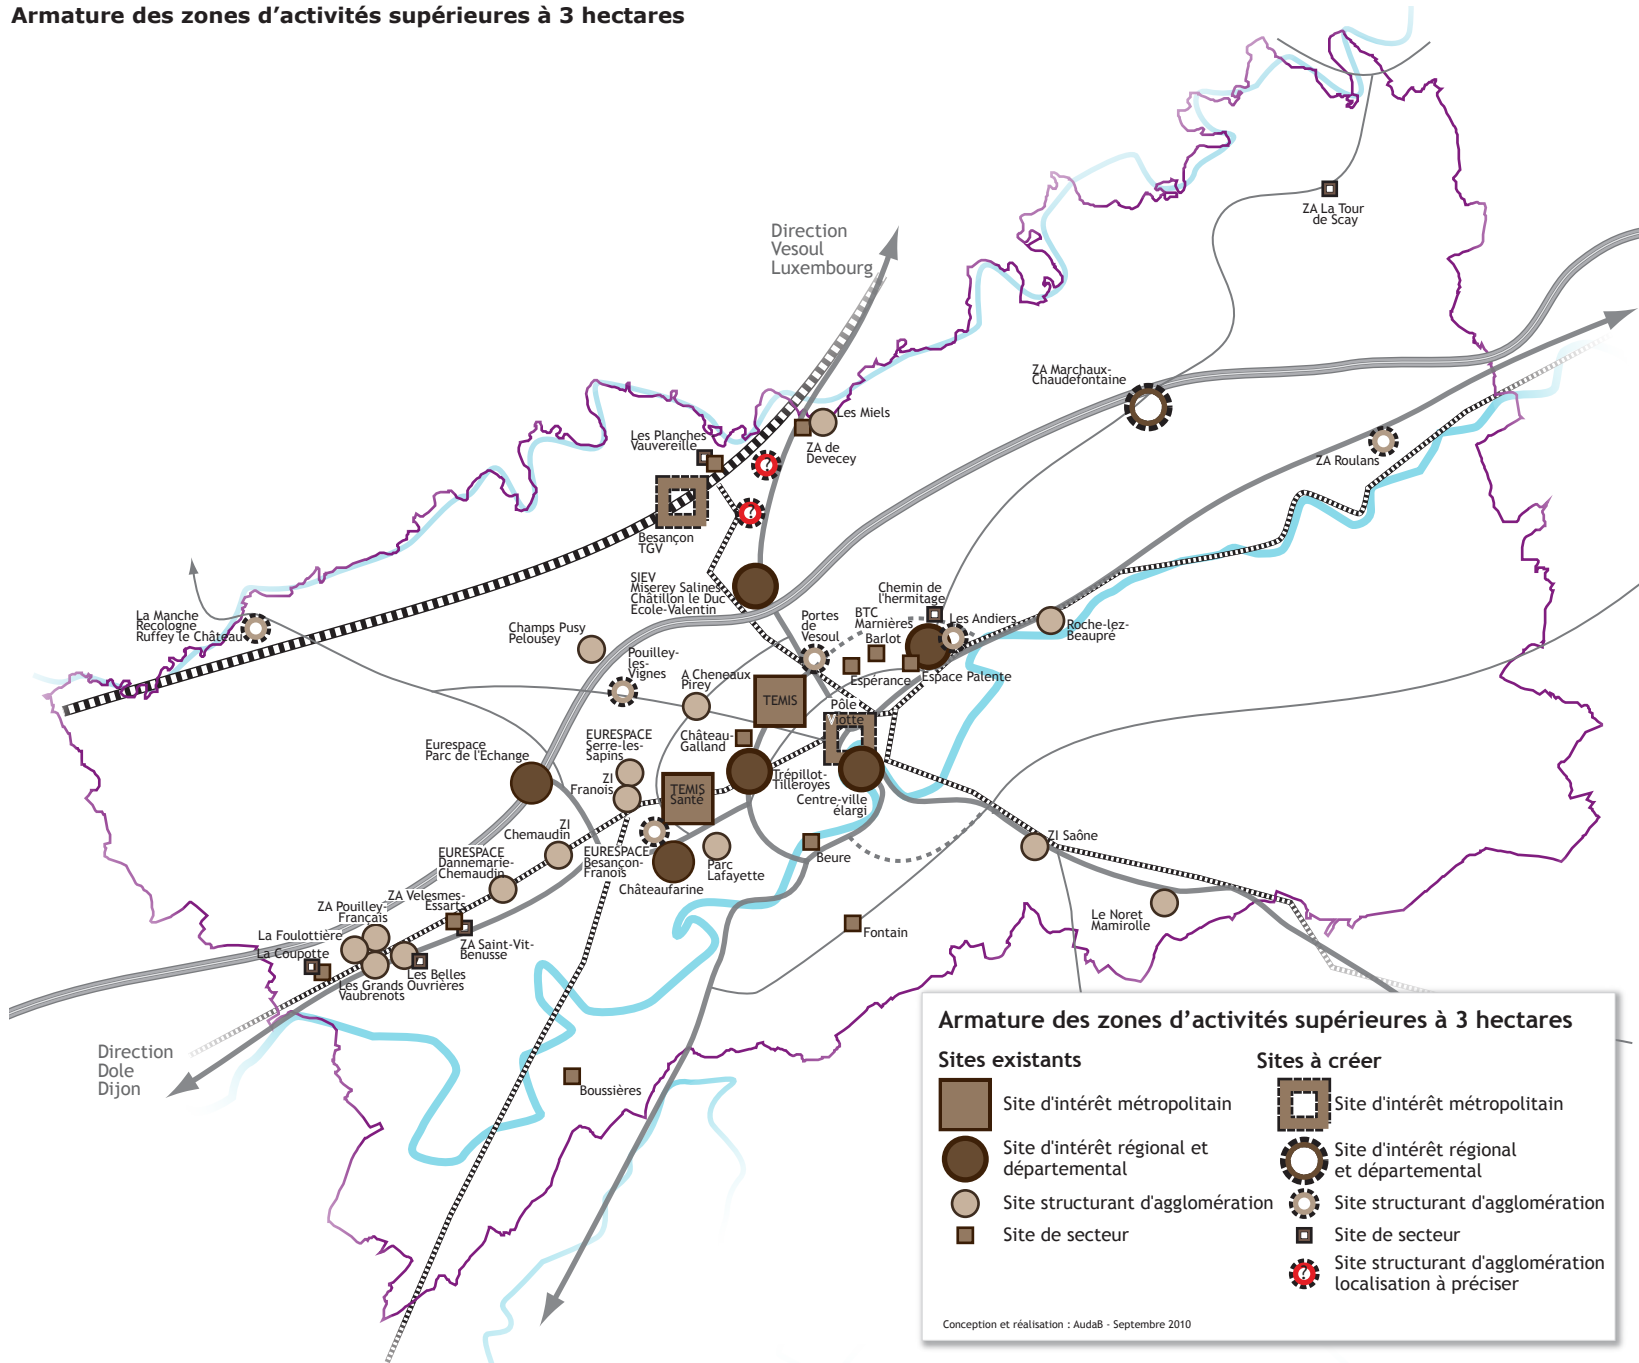 Armature des zones d’activités supérieures à 3 hectares
ZA La Tour
de Scay
Direction
Vesoul
Luxembourg
ZA Marchaux-
Chaudefontaine
Les Miels
ZA de
Devecey
Les Planches
Vauvereille
ZA Roulans
?
?
Besançon
TGV
SIEV
Miserey Salines
Châtillon le Duc
Ecole-Valentin
La Manche
Recologne
Ruffey le Château
Champs Pusy
Pelousey
Pouilley-
les-
Vignes
A Cheneaux
Pirey
Portes
de
Vesoul
BTC
Marnières
Barlot
Chemin de
l'hermitage
Les Andiers
Roche-lez-
Beaupré
Espérance
Espace Palente
TEMIS
Pôle
Viotte
Château-
Galland
Eurespace
Parc de l'Echange
EURESPACE
Serre-les-
Sapins
ZI
Franois
TEMIS
Santé
Trépillot-
Tilleroyes
Centre-ville
élargi
ZI
Chemaudin
EURESPACE
Dannemarie-
Chemaudin
EURESPACE
Besançon-
Franois
Châteaufarine
Parc
Lafayette
Beure
ZI Saône
Le Noret
Mamirolle
ZA Velesmes-
Essarts
ZA Pouilley-
Français
La Foulottière
La Coupotte
ZA Saint-Vit-
Benusse
Les Belles
Ouvrières
Les Grands
Vaubrenots
Fontain
Direction
Dole
Dijon
Boussières
Armature des zones d’activités supérieures à 3 hectares
Sites existants
Site d'intérêt métropolitain
Site d'intérêt régional et
départemental
Site structurant d'agglomération
Site de secteur
Sites à créer
Site d'intérêt métropolitain
Site d'intérêt régional
et départemental
Site structurant d'agglomération
Site de secteur
?
Site structurant d'agglomération
localisation à préciser
Conception et réalisation : AudaB - Septembre 2010